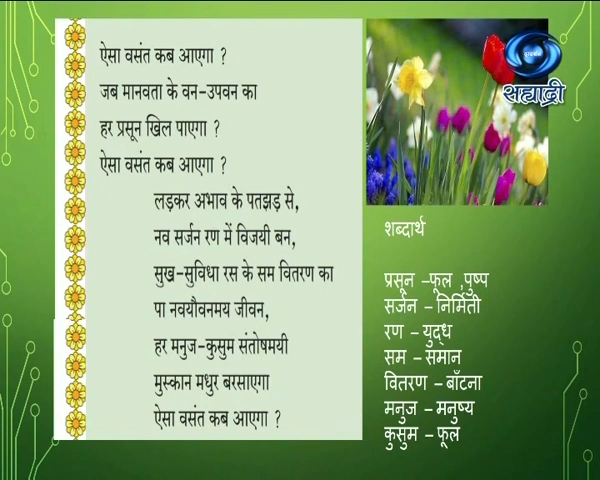 ऐसा वसंत कब आएगा ?
जब मानवता के वन-उपवन का
हर प्रसून खिल पाएगा ?
ऐसा वसंत कब आएगा ?
लड़कर अभाव के पतझड़ से,
नव सर्जन रण में विजयी बन,
सुख-सुविधा रस के सम वितरण का
पा नवयौवनमय जीवन,
हर मनुज-कुसुम संतोषमयी
मुस्कान मधुर बरसाएगा
ऐसा वसंत कब आएगा ?
सह्याद्री
शब्दार्थ
प्रसून –फूल ,पुष्प
सर्जन – निर्मिती
रण – युद्ध
सम – समान
वितरण – बाँटना
मनुज – मनुष्य
कुसुम – फूल